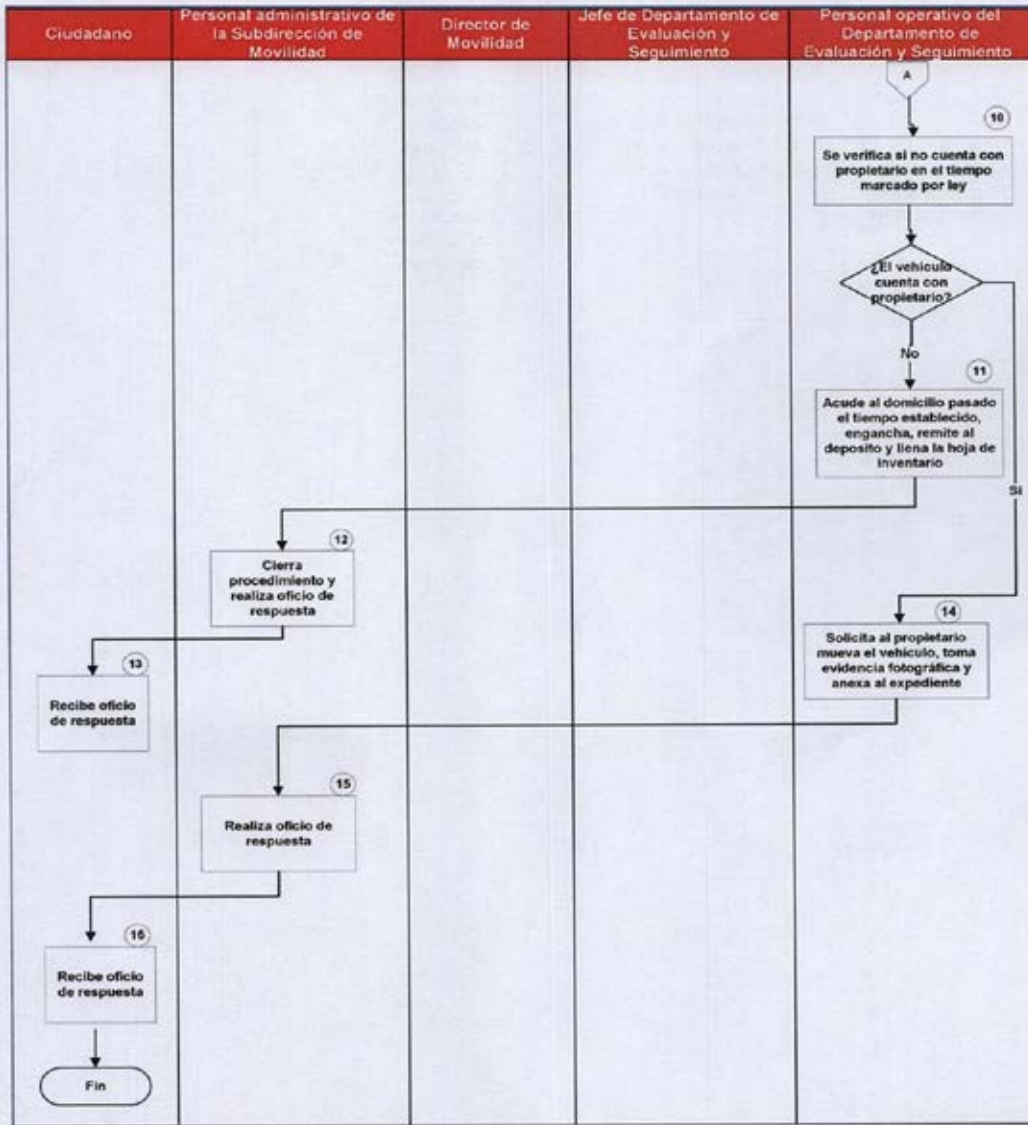 Ciudadano
Personal administrativo de
la Subdirección de
Movilidad
Director de
Movilidad
Jefe de Departamento de
Evaluación y
Seguimiento
Personal operativo del
Departamento de
Evaluación y Seguimiento
A
10
Se verifica si no cuenta con
propietario en el tiempo
marcado por ley
¿El vehículo
cuenta con
propietario?
No
11
Acude al domicilio pasado
el tiempo establecido,
engancha, remite al
deposito y llena la hoja de
inventario
Si
12
Cierra
procedimiento y
realiza oficio de
respuesta
13
Recibe oficio
de respuesta
14
Solicita al propietario
mueva el vehículo, toma
evidencia fotográfica y
anexa al expediente
15
Realiza oficio de
respuesta
16
Recibe oficio
de respuesta
Fin